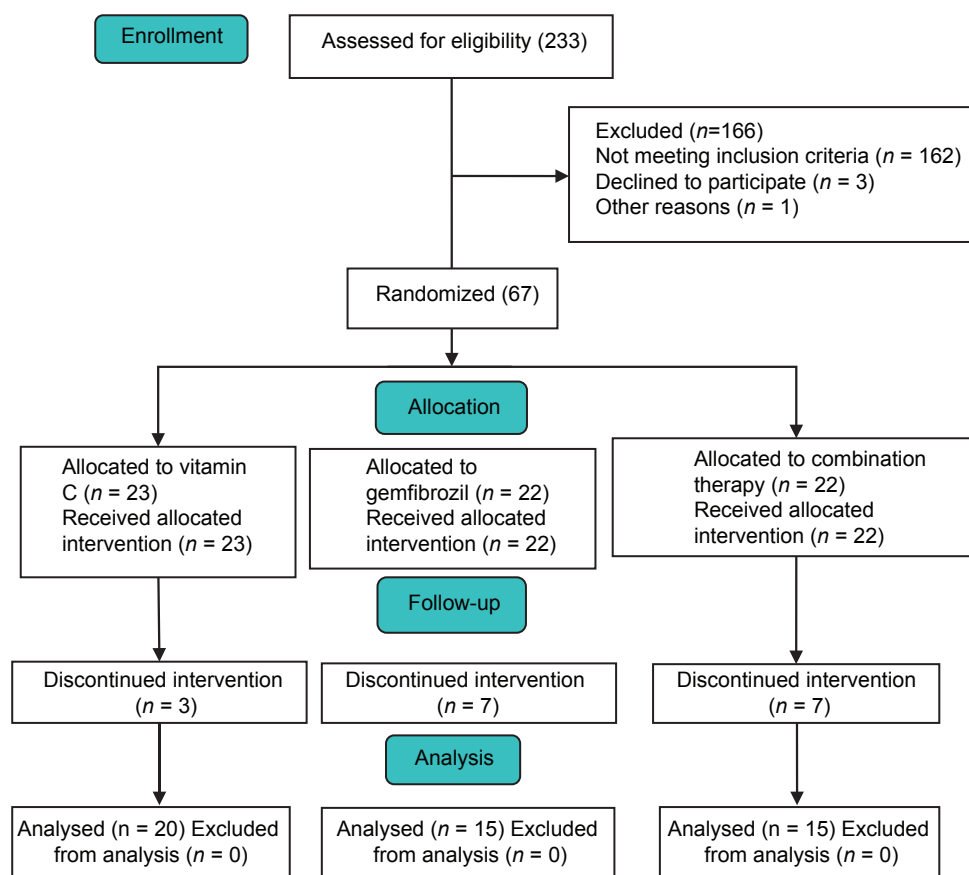 Enrollment
Assessed for eligibility (233)
Excluded (n=166)
Not meeting inclusion criteria (n = 162)
Declined to participate (n = 3)
Other reasons (n = 1)
Randomized (67)
Allocation
Allocated to vitamin
C (n = 23)
Received allocated
intervention (n = 23)
Allocated to
gemfibrozil (n = 22)
Received allocated
intervention (n = 22)
Allocated to combination
therapy (n = 22)
Received allocated
intervention (n = 22)
Follow-up
Discontinued intervention
(n = 3)
Discontinued intervention
(n = 7)
Discontinued intervention
(n = 7)
Analysis
Analysed (n = 20) Excluded
from analysis (n = 0)
Analysed (n = 15) Excluded
from analysis (n = 0)
Analysed (n = 15) Excluded
from analysis (n = 0)